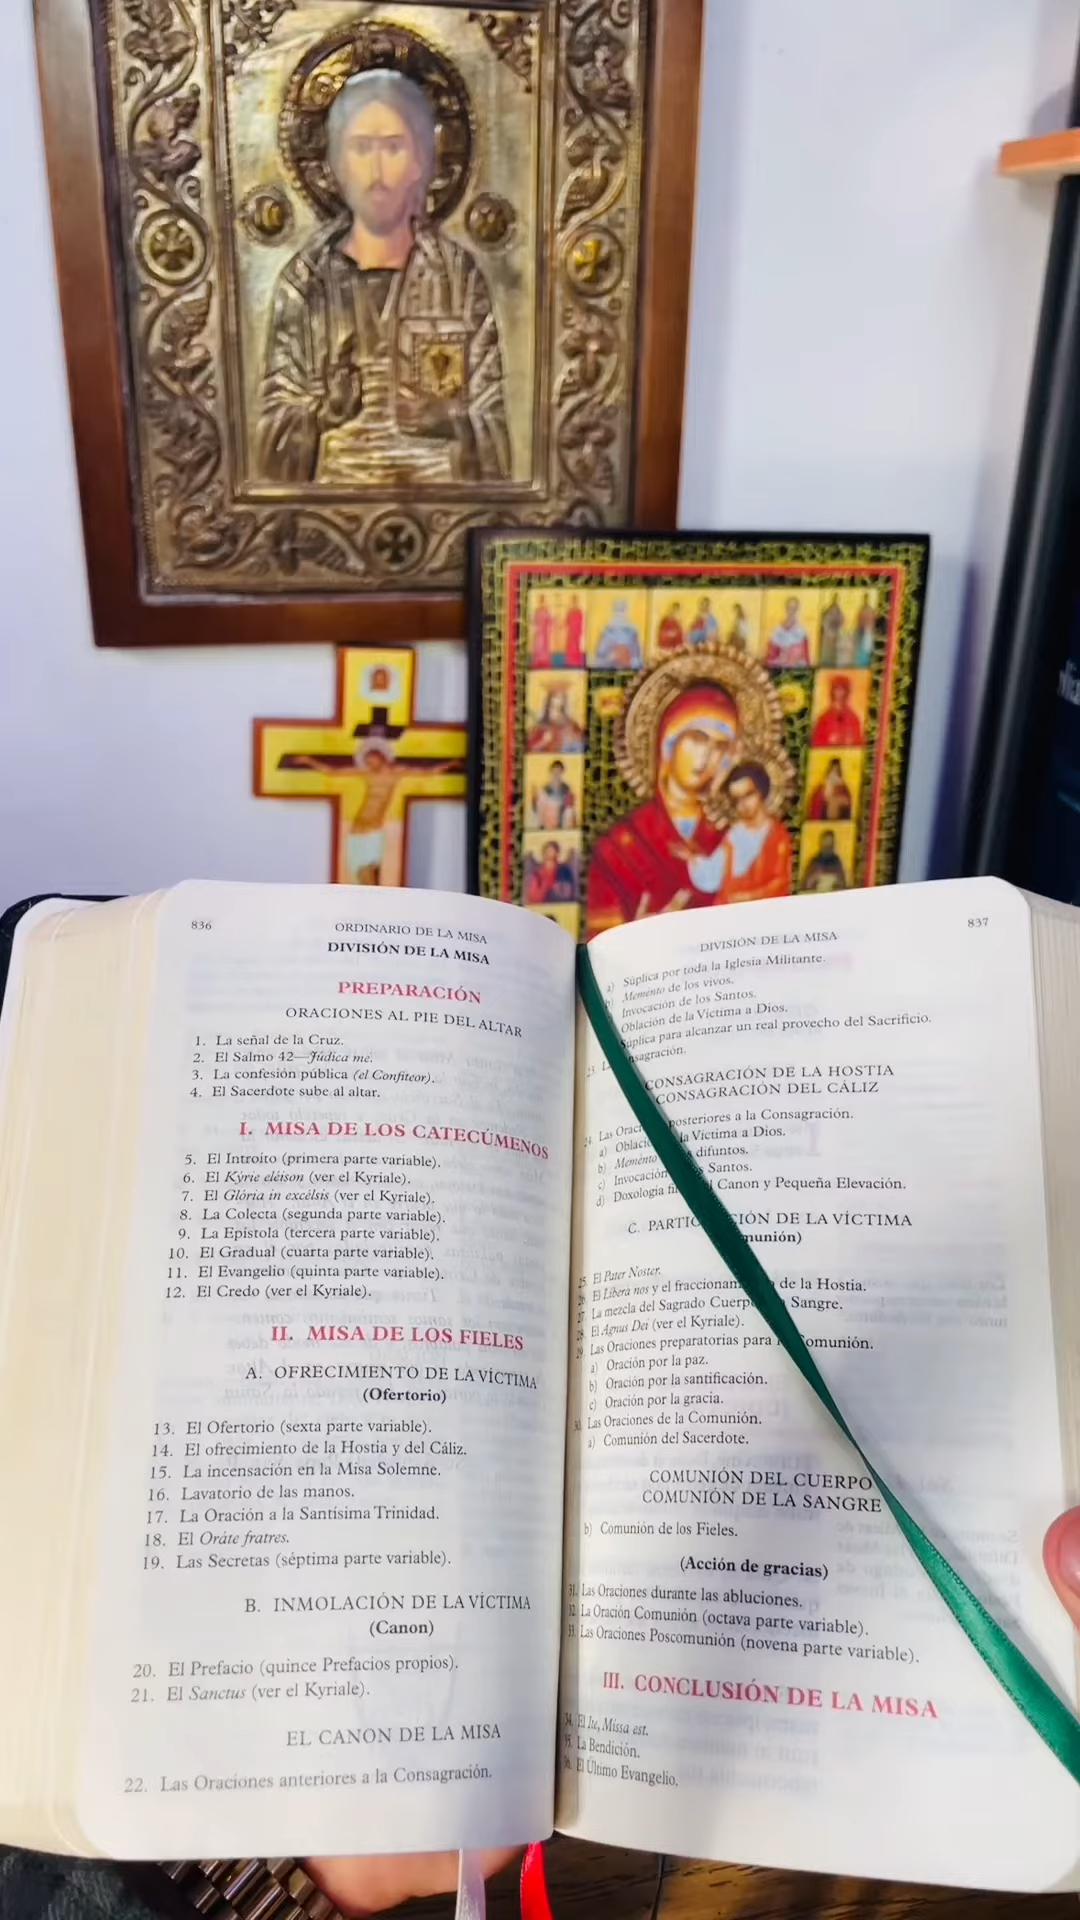 836
ORDINARIO DE LA MISA
DIVISIÓN DE LA MISA
PREPARACIÓN
ORACIONES AL PIE DEL ALTAR
1. La señal de la Cruz.
2. El Salmo 42—Júdica me.
3. La confesión pública (el Confíteor).
4. El Sacerdote sube al altar.
I. MISA DE LOS CATECÚMENOS
5. El Introito (primera parte variable).
6. El Kýrie eléison (ver el Kyriale).
7. El Glória in excélsis (ver el Kyriale).
8. La Colecta (segunda parte variable).
9. La Epístola (tercera parte variable).
10. El Gradual (cuarta parte variable).
11. El Evangelio (quinta parte variable).
12. El Credo (ver el Kyriale).
II. MISA DE LOS FIELES
A. OFRECIMIENTO DE LA VÍCTIMA
(Ofertorio)
13. El Ofertorio (sexta parte variable).
14. El ofrecimiento de la Hostia y del Cáliz.
15. La incensación en la Misa Solemne.
16. Lavatorio de las manos.
17. La Oración a la Santísima Trinidad.
18. El Oráte fratres.
19. Las Secretas (séptima parte variable).
B. INMOLACIÓN DE LA VÍCTIMA
(Canon)
20. El Prefacio (quince Prefacios propios).
21. El Sanctus (ver el Kyriale).
EL CANON DE LA MISA
22. Las Oraciones anteriores a la Consagración.
DIVISIÓN DE LA MISA
837
a) Súplica por toda la Iglesia Militante.
b) Memento de los vivos.
Invocación de los Santos.
Oblación de la Víctima a Dios.
Súplica para alcanzar un real provecho del Sacrificio.
23.
CONSAGRACIÓN DE LA HOSTIA
CONSAGRACIÓN DEL CÁLIZ
24. Las posteriores a la Consagración.
a) la Víctima a Dios.
b) Memento difuntos.
c) Invocación Santos.
d) Doxología Canon y Pequeña Elevación.
C. DE LA VÍCTIMA
25. El Pater Noster.
26. El Libera nos y el de la Hostia.
27. La mezcla del Sagrado Sangre.
28. El Agnus Dei (ver el Kyriale).
29. Las Oraciones preparatorias para Comunión.
a) Oración por la paz.
b) Oración por la santificación.
c) Oración por la gracia.
30. Las Oraciones de la Comunión.
a) Comunión del Sacerdote.
COMUNIÓN DEL CUERPO
COMUNIÓN DE LA SANGRE
b) Comunión de los Fieles.
(Acción de gracias)
31. Las Oraciones durante las abluciones.
32. La Oración Comunión (octava parte variable).
33. Las Oraciones Poscomunión (novena parte variable).
III. CONCLUSIÓN DE LA MISA
34. El Ite, Missa est.
35. La Bendición.
36. El Último Evangelio.